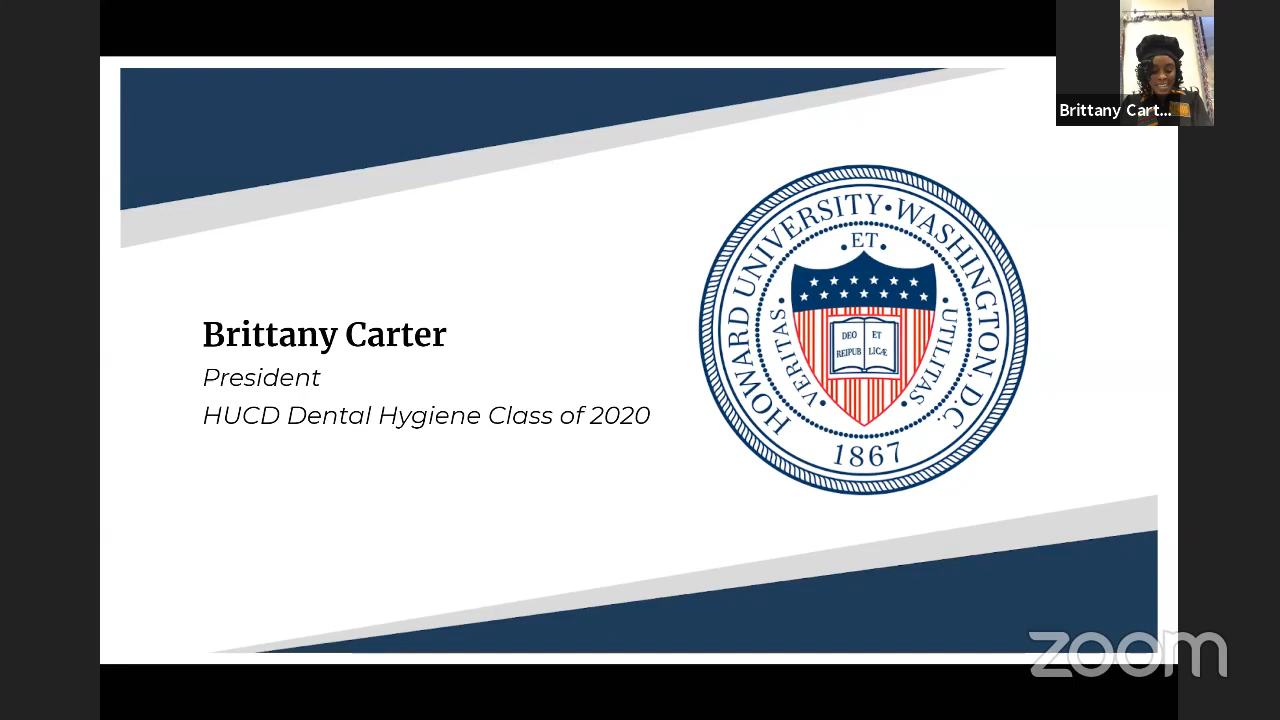 Brittany Cart...
HOWARD UNIVERSITY • WASHINGTON D.C.
• ET •
VERITAS •
• UTILITAS •
DEO ET
REIPUB LICÆ
1867
Brittany Carter
President
HUCD Dental Hygiene Class of 2020
zoom